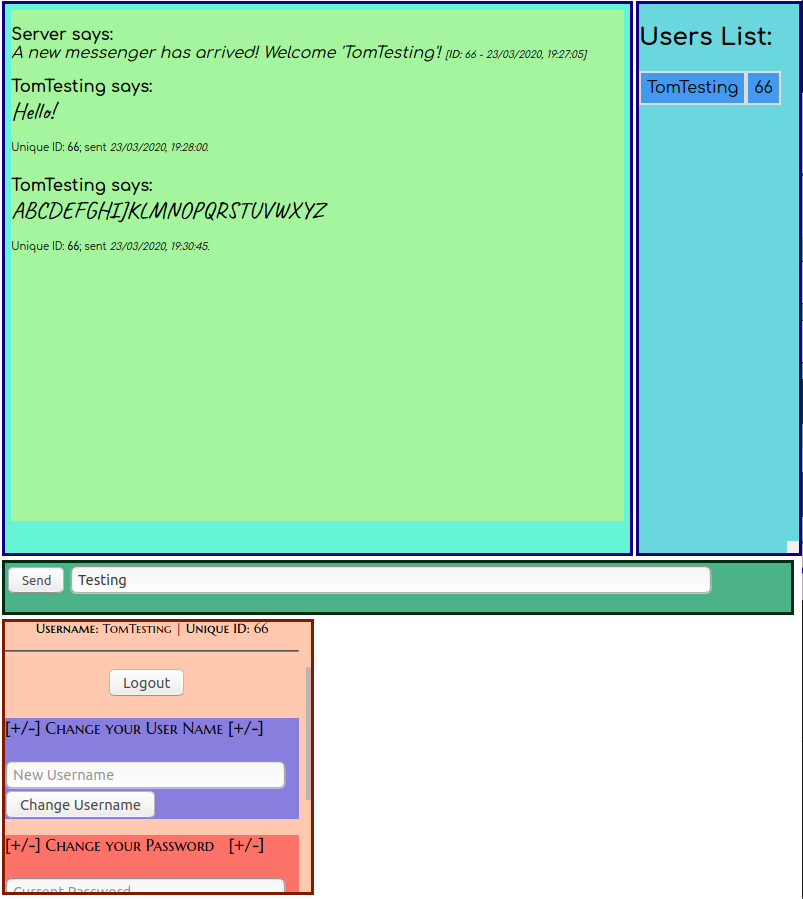 Server says:
A new messenger has arrived! Welcome 'TomTesting'! [ID: 66 - 23/03/2020, 19:27:05]
TomTesting says:
Hello!
Unique ID: 66; sent 23/03/2020, 19:28:00.
TomTesting says:
ABCDEFGHIJKLMNOPQRSTUVWXYZ
Unique ID: 66; sent 23/03/2020, 19:30:45.
Users List:
TomTesting 66
Send Testing
Username: TomTesting | Unique ID: 66
Logout
[+/-] Change your User Name [+/-]
New Username
Change Username
[+/-] Change your Password [+/-]
Current Password